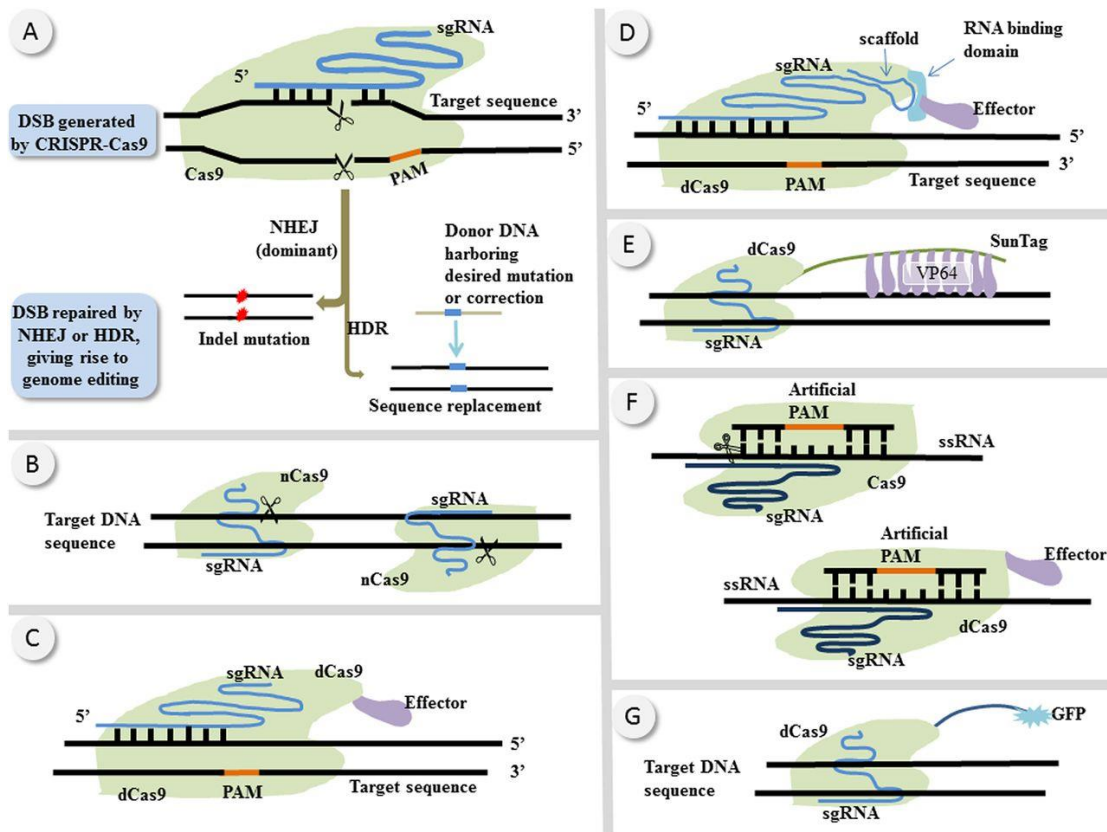 A
sgRNA
5’
Target sequence
3’
DSB generated
by CRISPR-Cas9
5’
Cas9
PAM
NHEJ
(dominant)
Donor DNA
harboring
desired mutation
or correction
DSB repaired by
NHEJ or HDR,
giving rise to
genome editing
HDR
Indel mutation
Sequence replacement
B
nCas9
sgRNA
Target DNA
sequence
sgRNA
nCas9
C
sgRNA
dCas9
Effector
5’
5’
3’
dCas9
PAM
Target sequence
D
RNA binding
domain
scaffold
sgRNA
Effector
5’
5’
3’
dCas9
PAM
Target sequence
E
dCas9
SunTag
VP64
sgRNA
F
Artificial
PAM
ssRNA
Cas9
sgRNA
Artificial
PAM
Effector
ssRNA
dCas9
sgRNA
G
dCas9
GFP
Target DNA
sequence
sgRNA